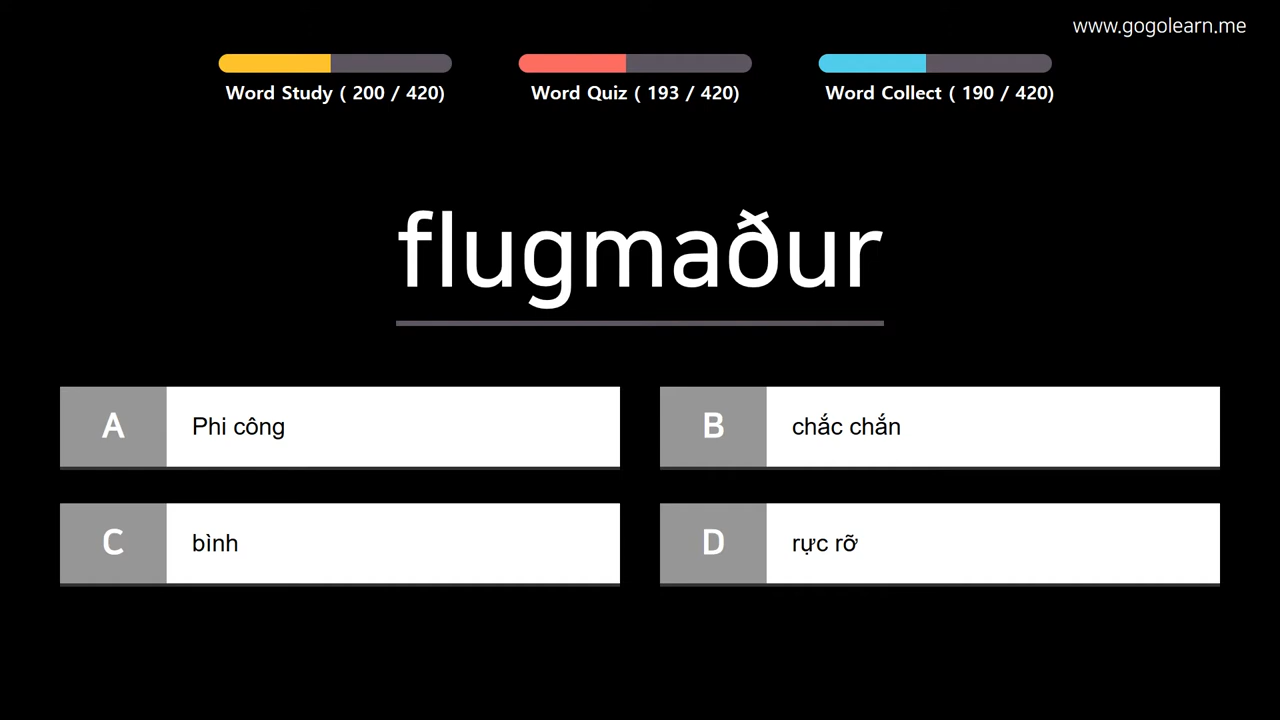 www.gogolearn.me
Word Study ( 200 / 420)
Word Quiz ( 193 / 420)
Word Collect ( 190 / 420)
flugmaður
A
Phi công
B
chắc chắn
C
bình
D
rực rỡ